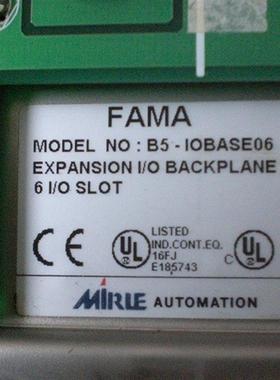 FAMA
MODEL NO : B5 - IOBASE06
EXPANSION I/O BACKPLANE
6 I/O SLOT
CE
UL
LISTED
IND.CONT.EQ.
16FJ
E185743
C UL
MIRLE AUTOMATION